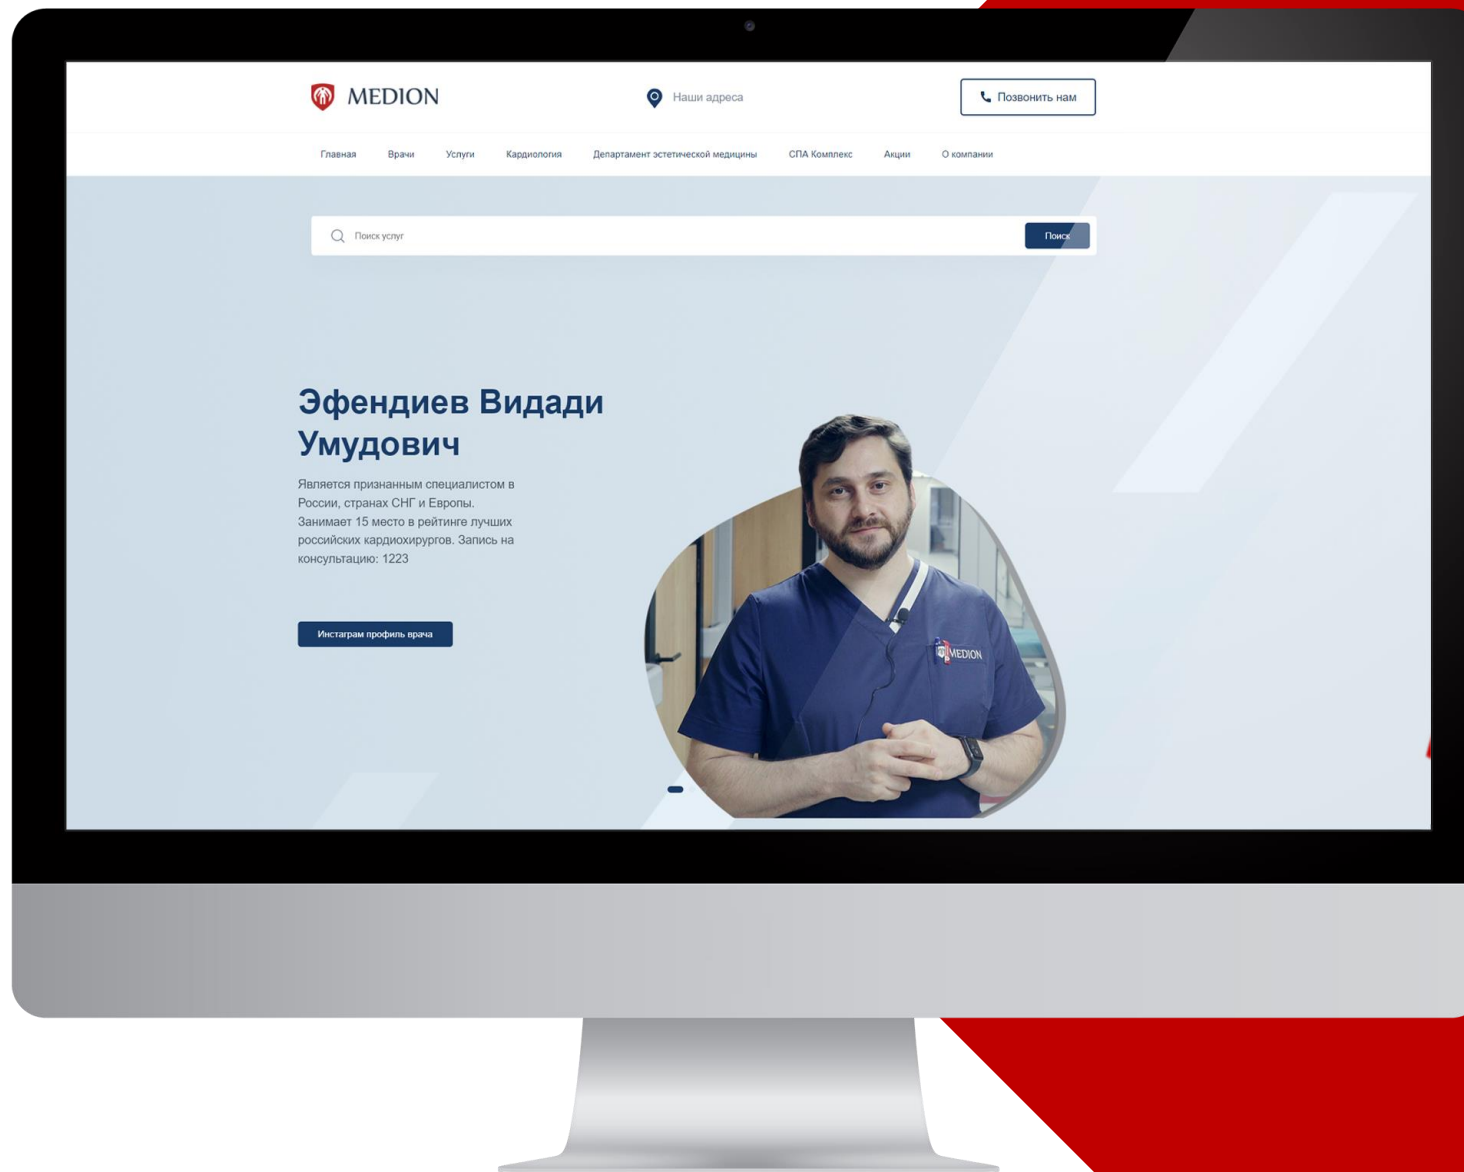 MEDION
Наши адреса
Позвонить нам
Главная Врачи Услуги Кардиология Департамент эстетической медицины СПА Комплекс Акции О компании
Поиск услуг
Поиск
Эфендиев Видади
Умудович
Является признанным специалистом в
России, странах СНГ и Европы.
Занимает 15 место в рейтинге лучших
российских кардиохирургов. Запись на
консультацию: 1223
Инстаграм профиль врача
MEDION